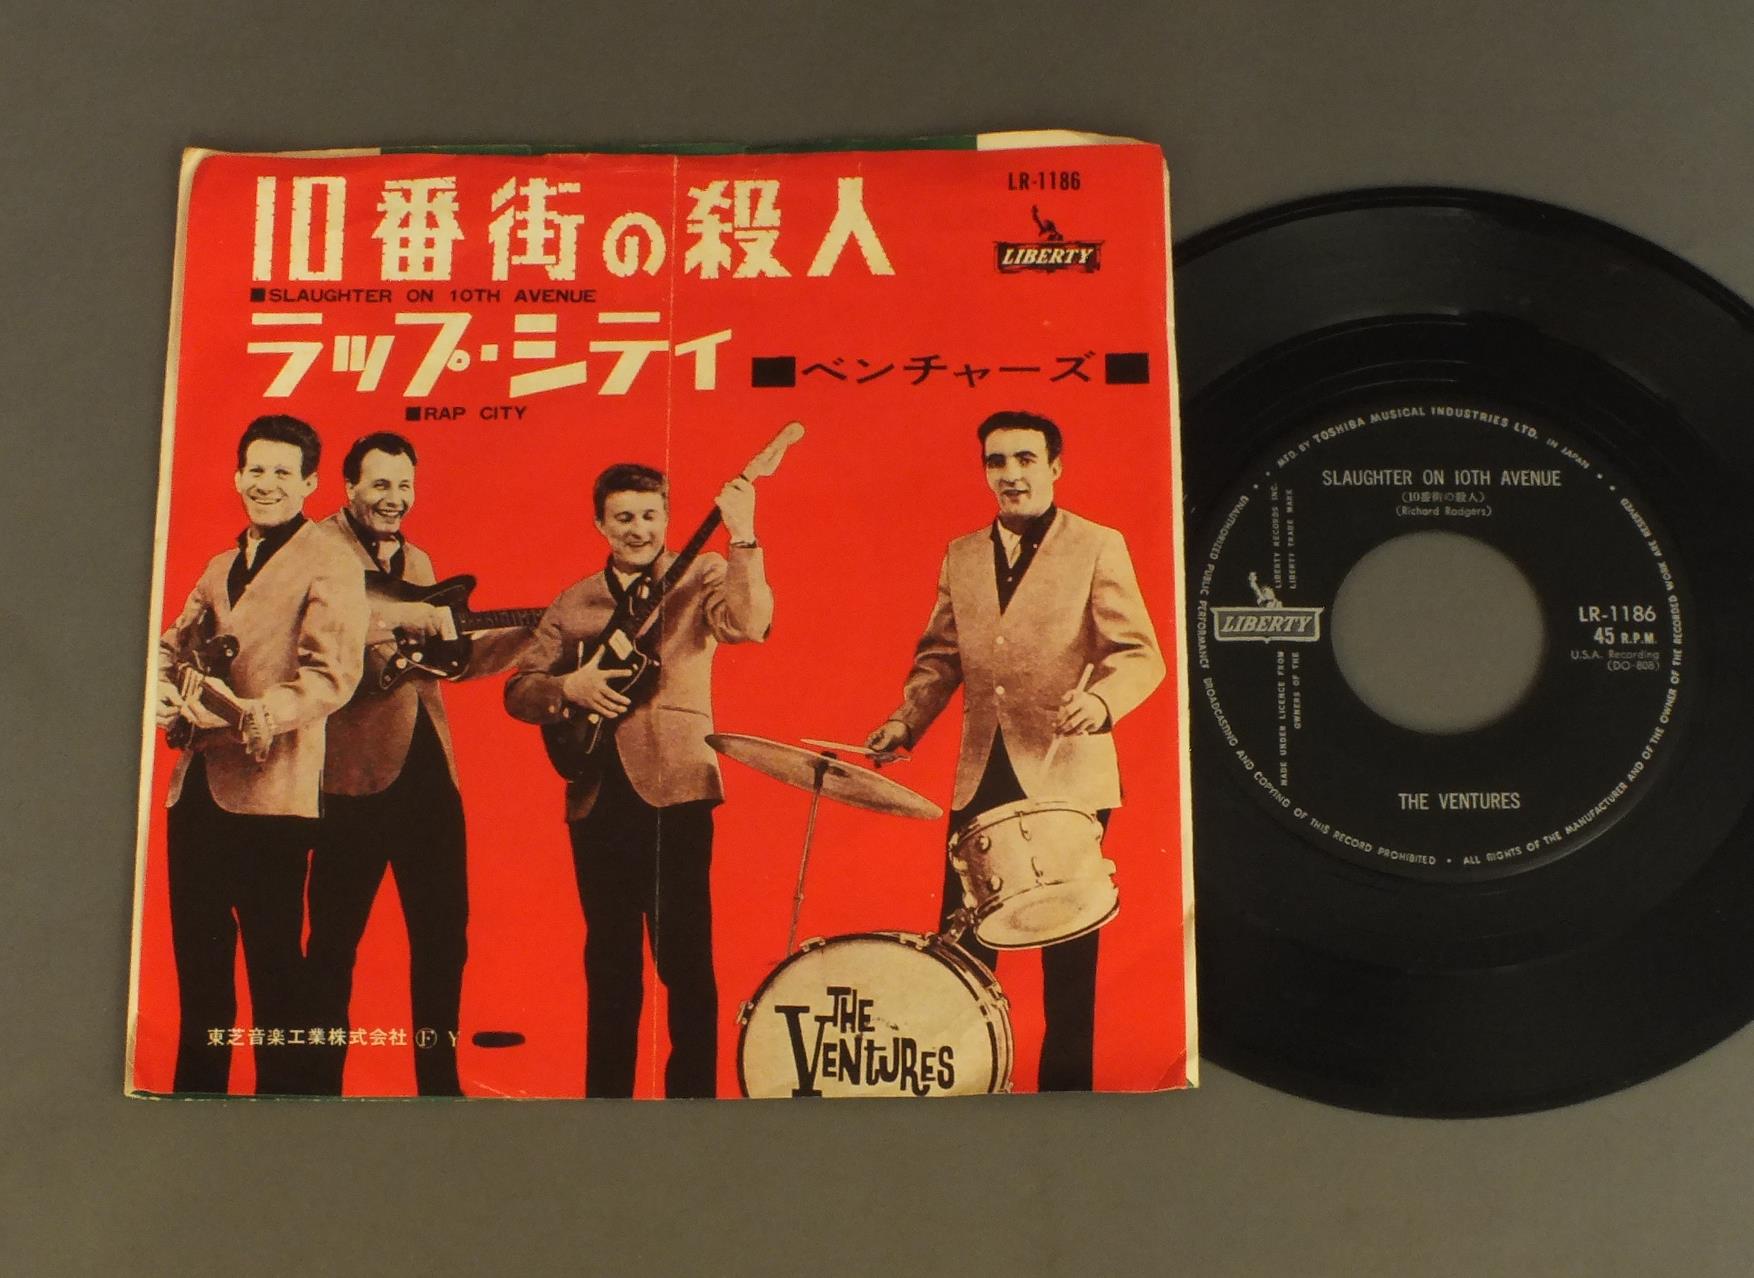 10番街の殺人
■SLAUGHTER ON 10TH AVENUE
ラップ・シティ
■ベンチャーズ■
■RAP CITY
LR-1186
LIBERTY
THE VENTURES
東芝音楽工業株式会社 Ⓕ Y
MFD. BY TOSHIBA MUSICAL INDUSTRIES LTD. IN JAPAN
SLAUGHTER ON 10TH AVENUE
(10番街の殺人)
(Richard Rodgers)
LIBERTY RECORDS INC.
LIBERTY TRADE MARK
LIBERTY
MADE UNDER LICENCE FROM
OWNERS OF THE
LR-1186
45 R.P.M.
U.S.A. Recording
(DO-808)
THE VENTURES
UNAUTHORIZED PUBLIC PERFORMANCE BROADCASTING AND COPYING OF THIS RECORD PROHIBITED • ALL RIGHTS OF THE MANUFACTURER AND OF THE OWNER OF THE RECORDED WORK ARE RESERVED